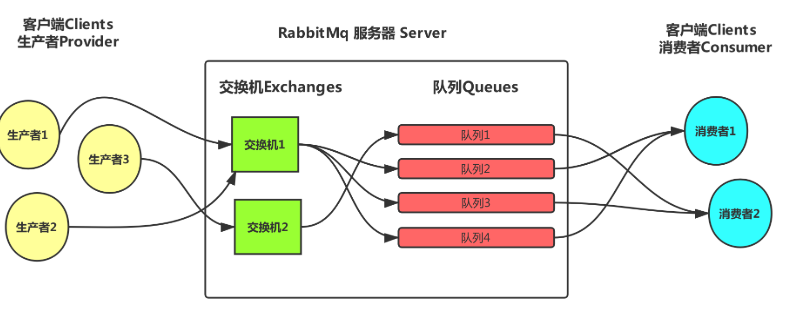 客户端Clients
生产者Provider
RabbitMq 服务器 Server
客户端Clients
消费者Consumer
交换机Exchanges
队列Queues
生产者1
生产者3
生产者2
交换机1
交换机2
队列1
队列2
队列3
队列4
消费者1
消费者2